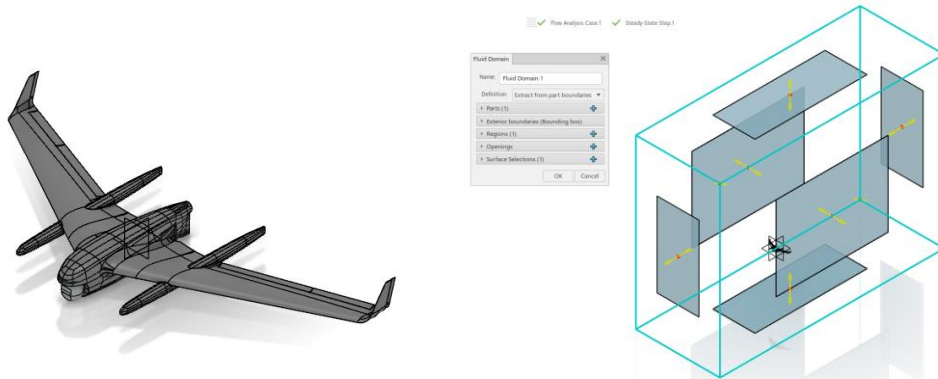 Flow Analysis Case.1 Steady State Step.1
Fluid Domain
Name: Fluid Domain.1
Definition: Extract from part boundaries
Parts (1)
Exterior boundaries (Bounding box)
Regions (1)
Openings
Surface Selections (1)
OK Cancel